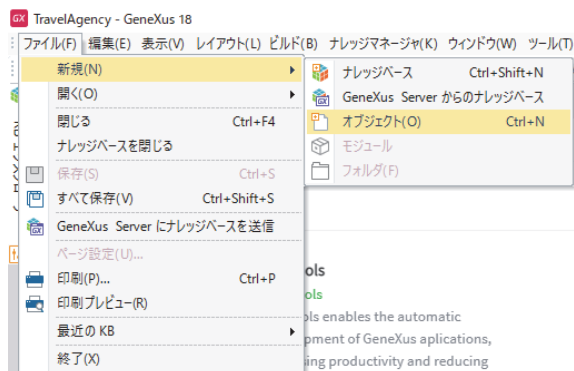 TravelAgency - GeneXus 18
ファイル(F) 編集(E) 表示(V) レイアウト(L) ビルド(B) ナレッジマネージャ(K) ウィンドウ(W) ツール(T)
新規(N)
開く(O)
閉じる Ctrl+F4
ナレッジベースを閉じる
保存(S) Ctrl+S
すべて保存(V) Ctrl+Shift+S
GeneXus Server にナレッジベースを送信
ページ設定(U)...
印刷(P)... Ctrl+P
印刷プレビュー(R)
最近の KB
終了(X)
ナレッジベース Ctrl+Shift+N
GeneXus Server からのナレッジベース
オブジェクト(O) Ctrl+N
モジュール
フォルダ(F)
ols
ols
ols enables the automatic
pment of GeneXus aplications,
ing productivity and reducing